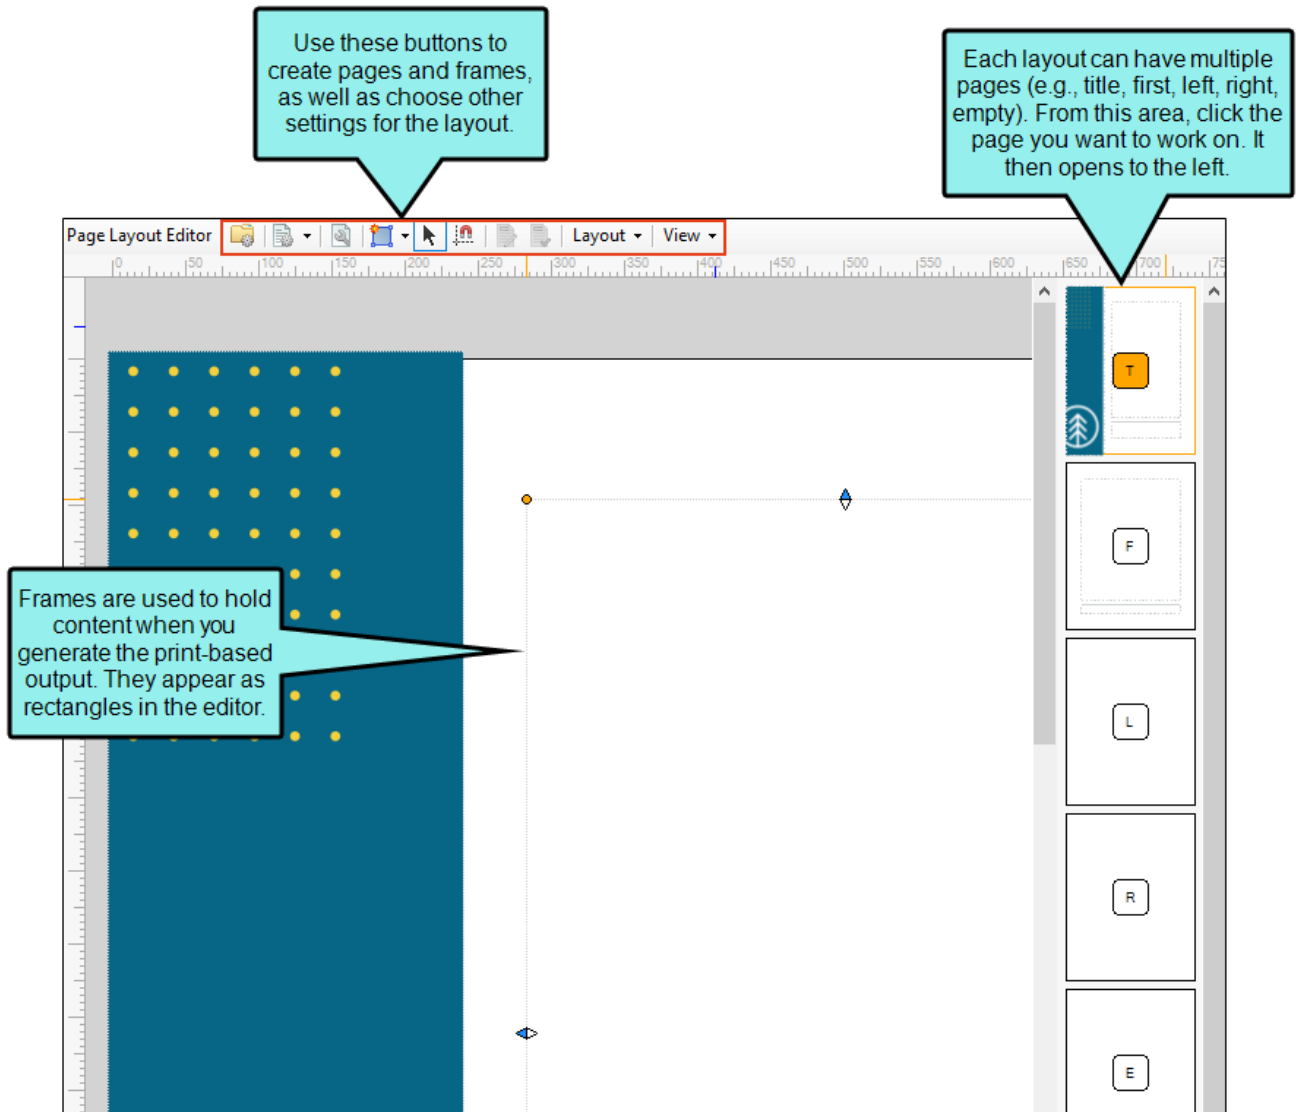 Use these buttons to
create pages and frames,
as well as choose other
settings for the layout.
Each layout can have multiple
pages (e.g., title, first, left, right,
empty). From this area, click the
page you want to work on. It
then opens to the left.
Page Layout Editor
Layout
View
0 50 100 150 200 250 300 350 400 450 500 550 600 650 700 75
T
F
Frames are used to hold
content when you
generate the print-based
output. They appear as
rectangles in the editor.
L
R
E